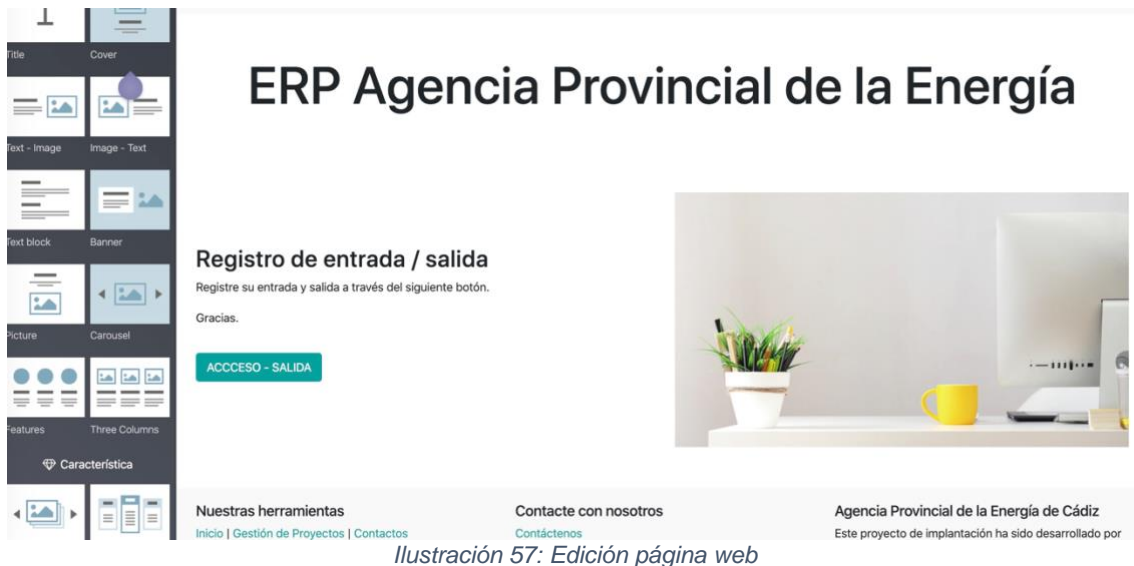 Title
Cover
Text - Image
Image - Text
Text block
Banner
Picture
Carousel
Features
Three Columns
Característica
ERP Agencia Provincial de la Energía
Registro de entrada / salida
Registre su entrada y salida a través del siguiente botón.
Gracias.
ACCCESO - SALIDA
Nuestras herramientas
Inicio | Gestión de Proyectos | Contactos
Contacte con nosotros
Contáctenos
Agencia Provincial de la Energía de Cádiz
Este proyecto de implantación ha sido desarrollado por
Ilustración 57: Edición página web